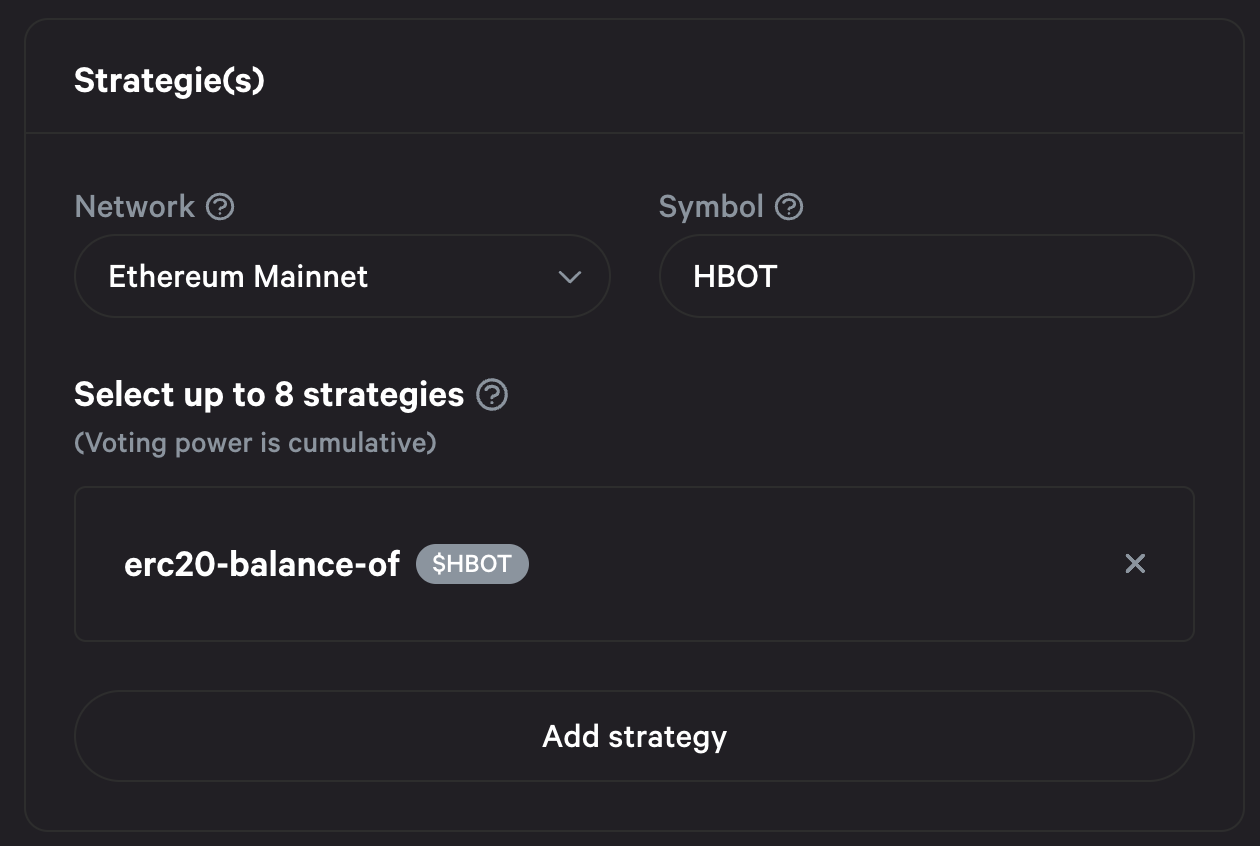 Strategie(s)
Network
Symbol
Ethereum Mainnet
HBOT
Select up to 8 strategies
(Voting power is cumulative)
erc20-balance-of $HBOT
Add strategy